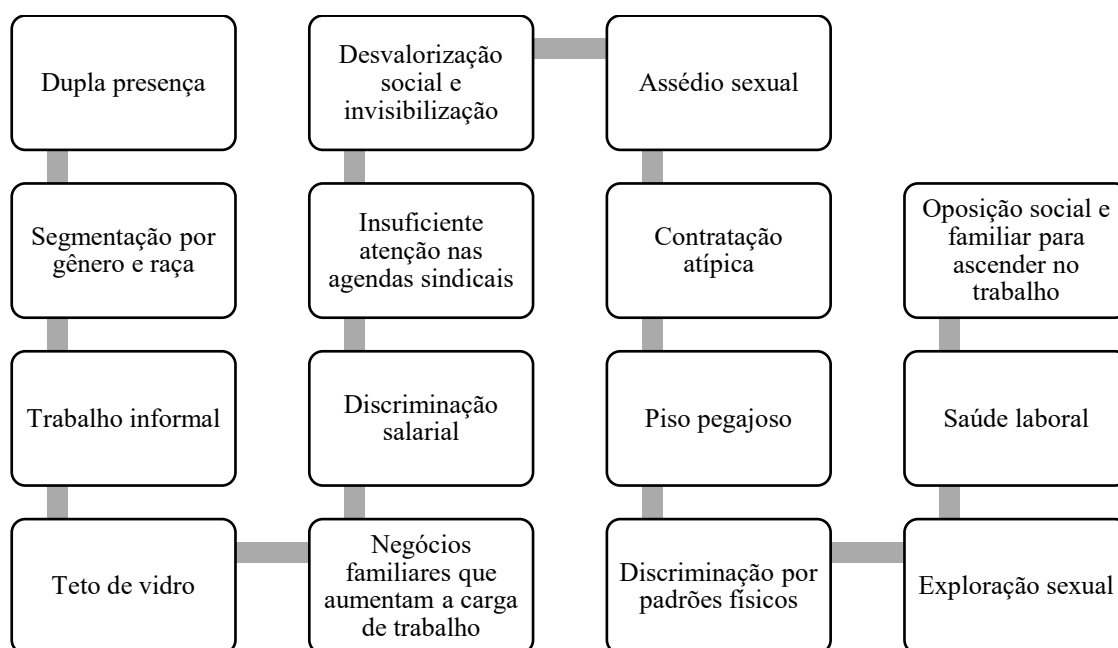 Dupla presença
Segmentação por
gênero e raça
Trabalho informal
Teto de vidro
Negócios
familiares que
aumentam a carga
de trabalho
Discriminação
salarial
Insuficiente
atenção nas
agendas sindicais
Desvalorização
social e
invisibilização
Assédio sexual
Contratação
atípica
Piso pegajoso
Discriminação por
padrões físicos
Exploração sexual
Saúde laboral
Oposição social e
familiar para
ascender no
trabalho